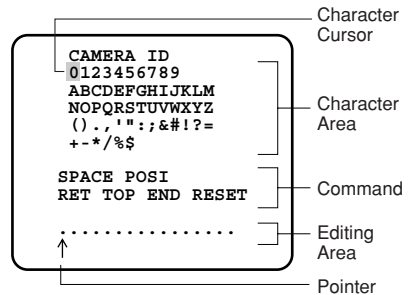 Character
Cursor
CAMERA ID
0123456789
ABCDEFGHIJKLM
NOPQRSTUVWXYZ
().,'":;&#!?=
+-*/%$
Character
Area
SPACE POSI
RET TOP END RESET
Command
................
Editing
Area
Pointer